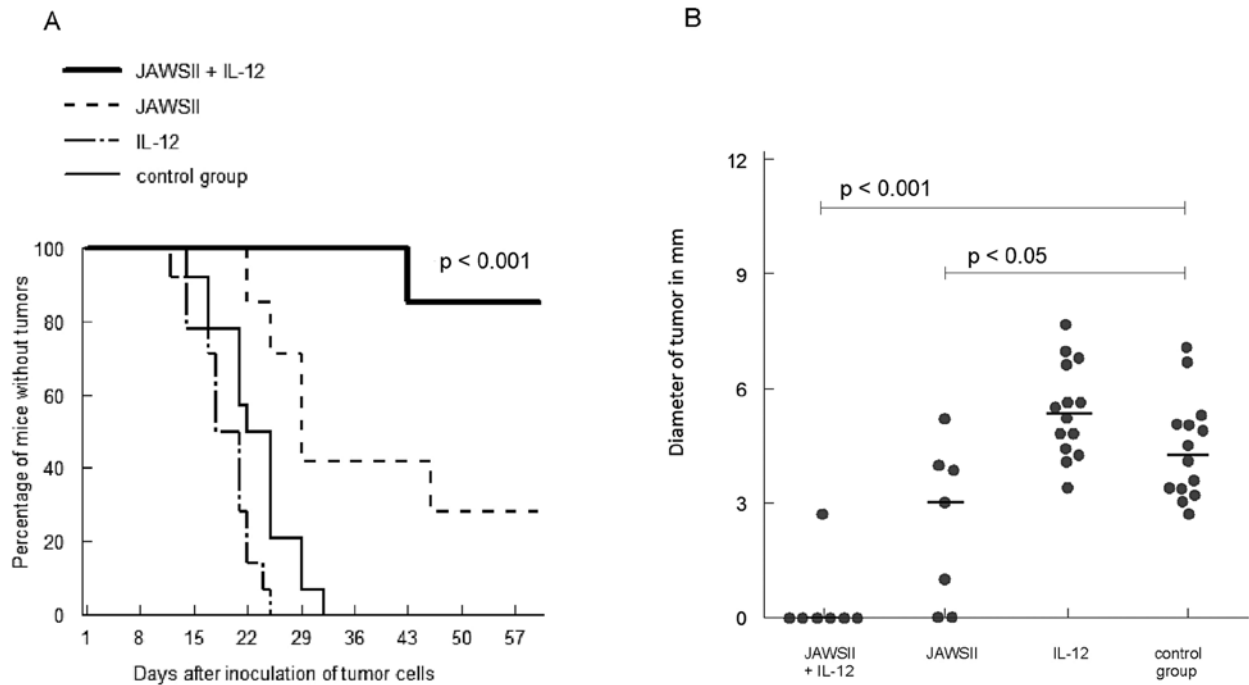 A
JAWSII + IL-12
JAWSII
IL-12
control group
100
80
60
40
20
0
p < 0.001
Percentage of mice without tumors
1 8 15 22 29 36 43 50 57
Days after inoculation of tumor cells
B
12
9
6
3
0
p < 0.001
p < 0.05
Diameter of tumor in mm
JAWSII
+ IL-12
JAWSII
IL-12
control
group